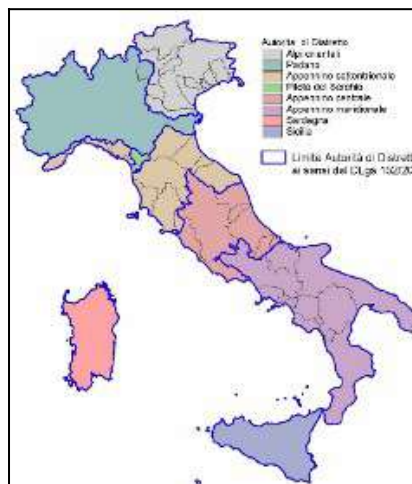 Autorità di Distretto
Alpi orientali
Padano
Appennino settentrionale
Pilota del Serchio
Appennino centrale
Appennino meridionale
Sardegna
Sicilia
Limite Autorità di Distrett
ai sensi del DLgs 152/20